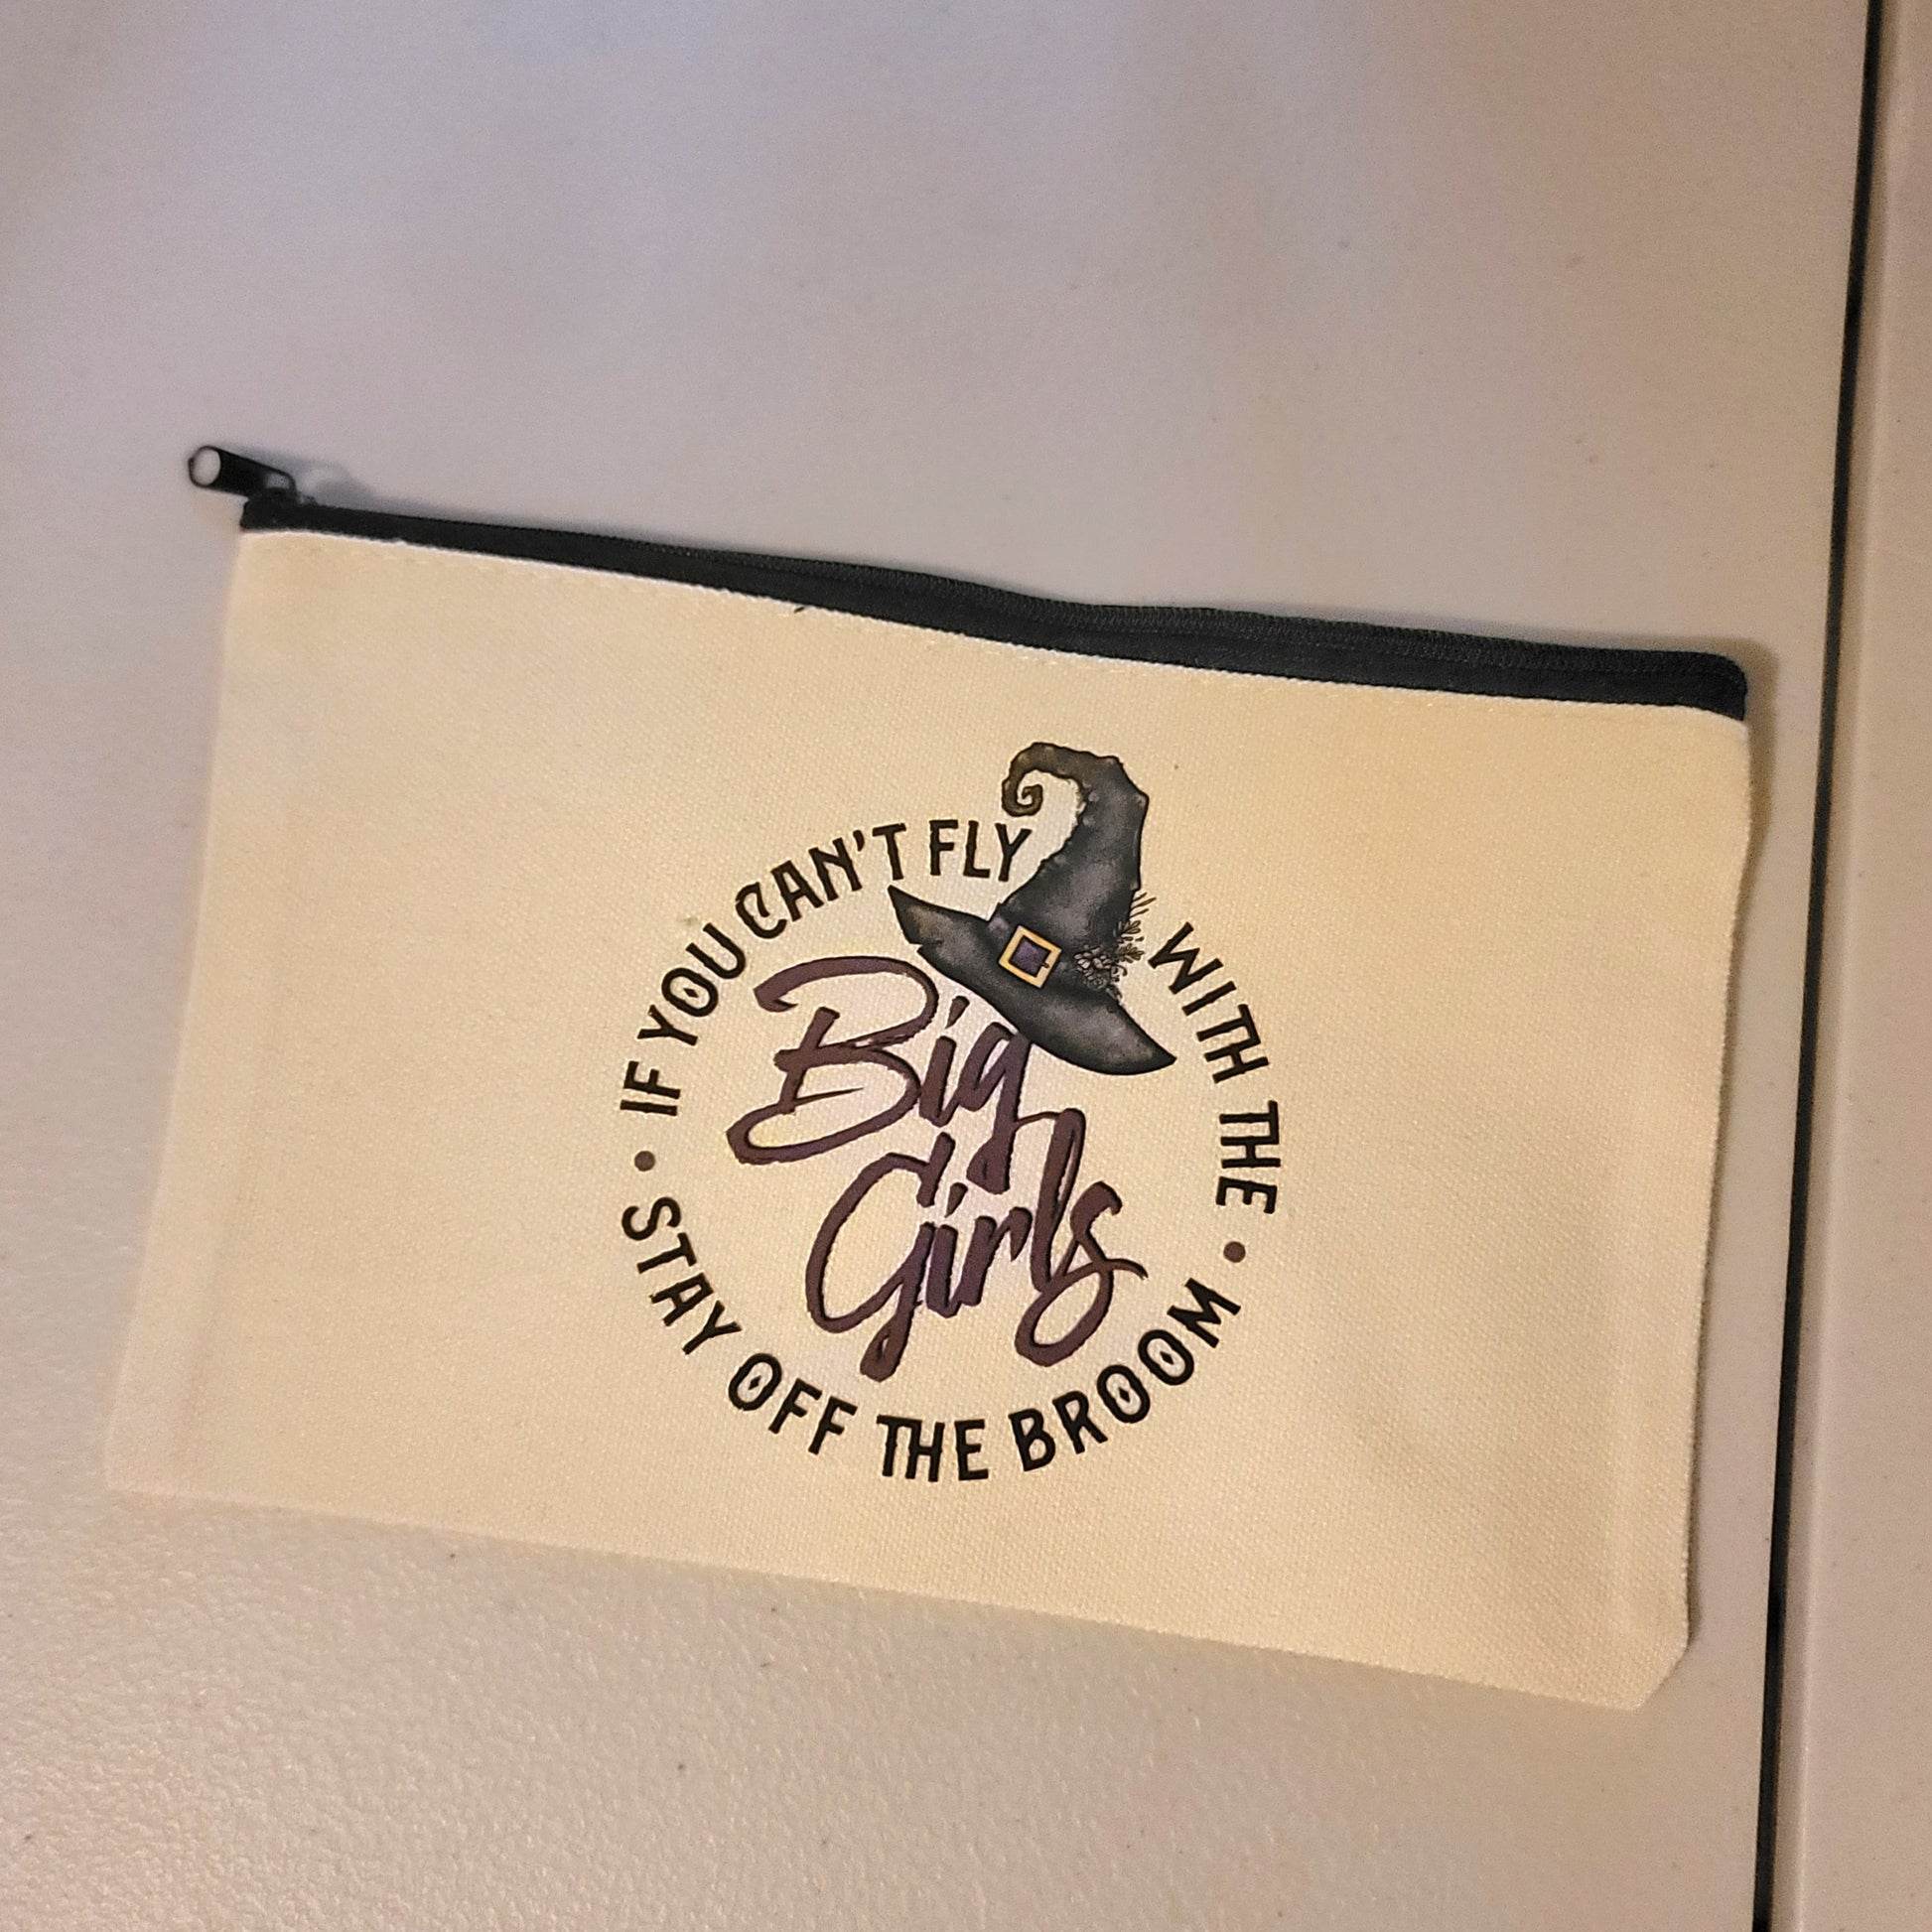 IF YOU CAN'T FLY WITH THE
Big
Girls
STAY OFF THE BROOM